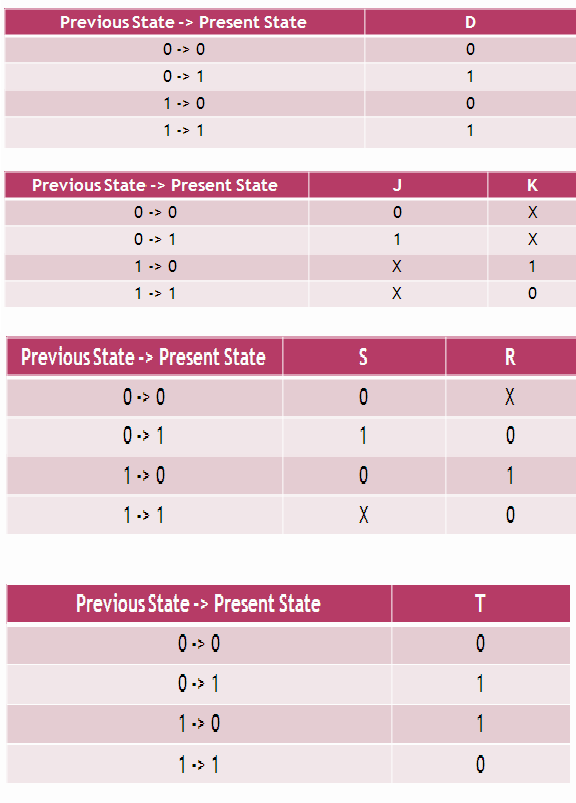 Previous State -> Present State D
0 -> 0 0
0 -> 1 1
1 -> 0 0
1 -> 1 1
Previous State -> Present State J K
0 -> 0 0 X
0 -> 1 1 X
1 -> 0 X 1
1 -> 1 X 0
Previous State -> Present State S R
0 -> 0 0 X
0 -> 1 1 0
1 -> 0 0 1
1 -> 1 X 0
Previous State -> Present State T
0 -> 0 0
0 -> 1 1
1 -> 0 1
1 -> 1 0